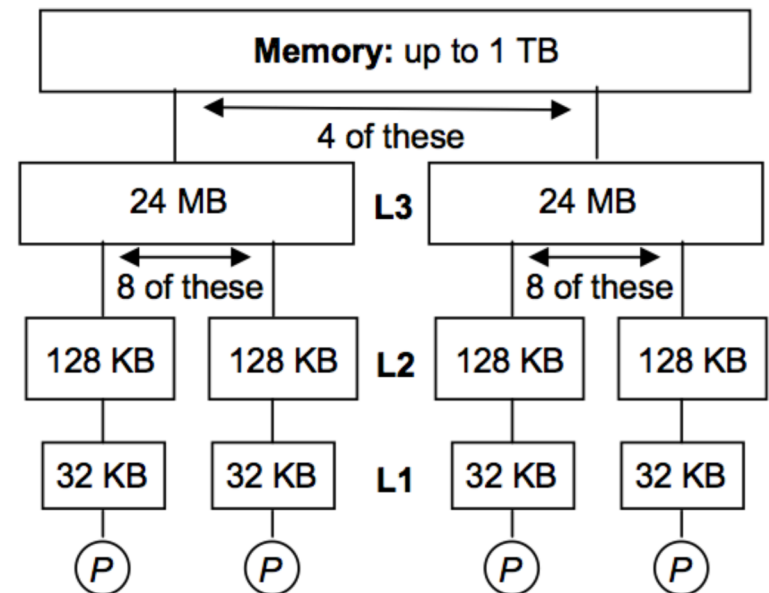 Memory: up to 1 TB
4 of these
24 MB L3 24 MB
8 of these 8 of these
128 KB 128 KB L2 128 KB 128 KB
32 KB 32 KB L1 32 KB 32 KB
P P P P